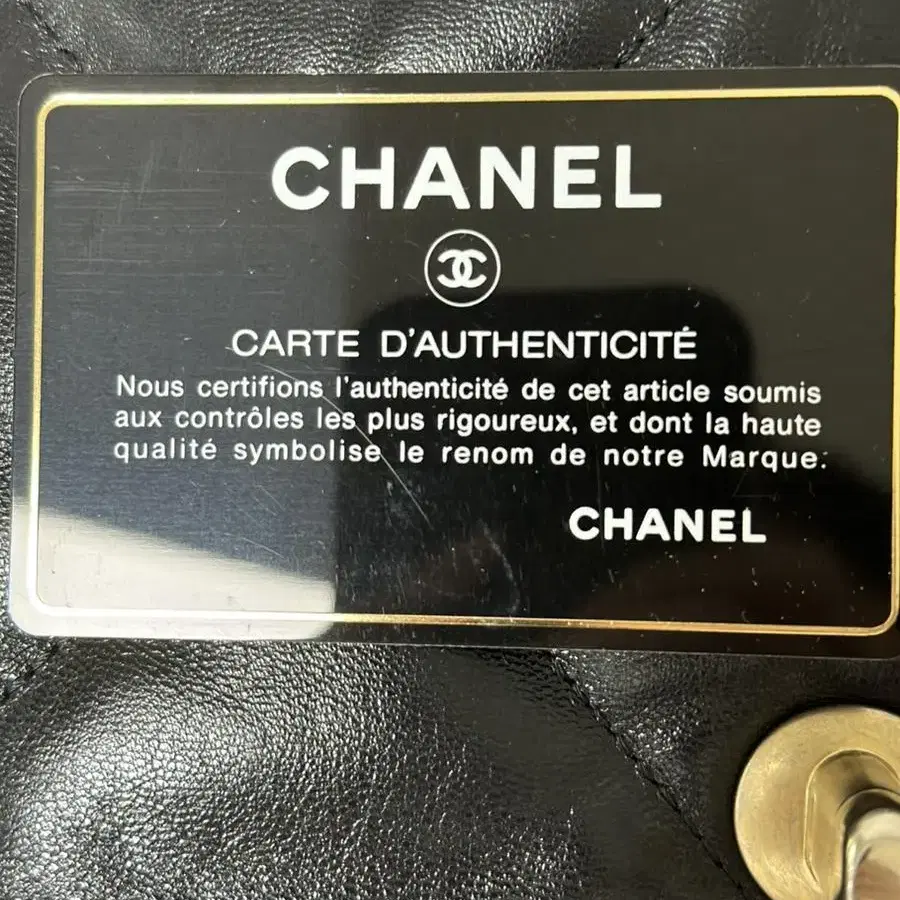 CHANEL
CARTE D'AUTHENTICITÉ
Nous certifions l'authenticité de cet article soumis
aux contrôles les plus rigoureux, et dont la haute
qualité symbolise le renom de notre Marque.
CHANEL